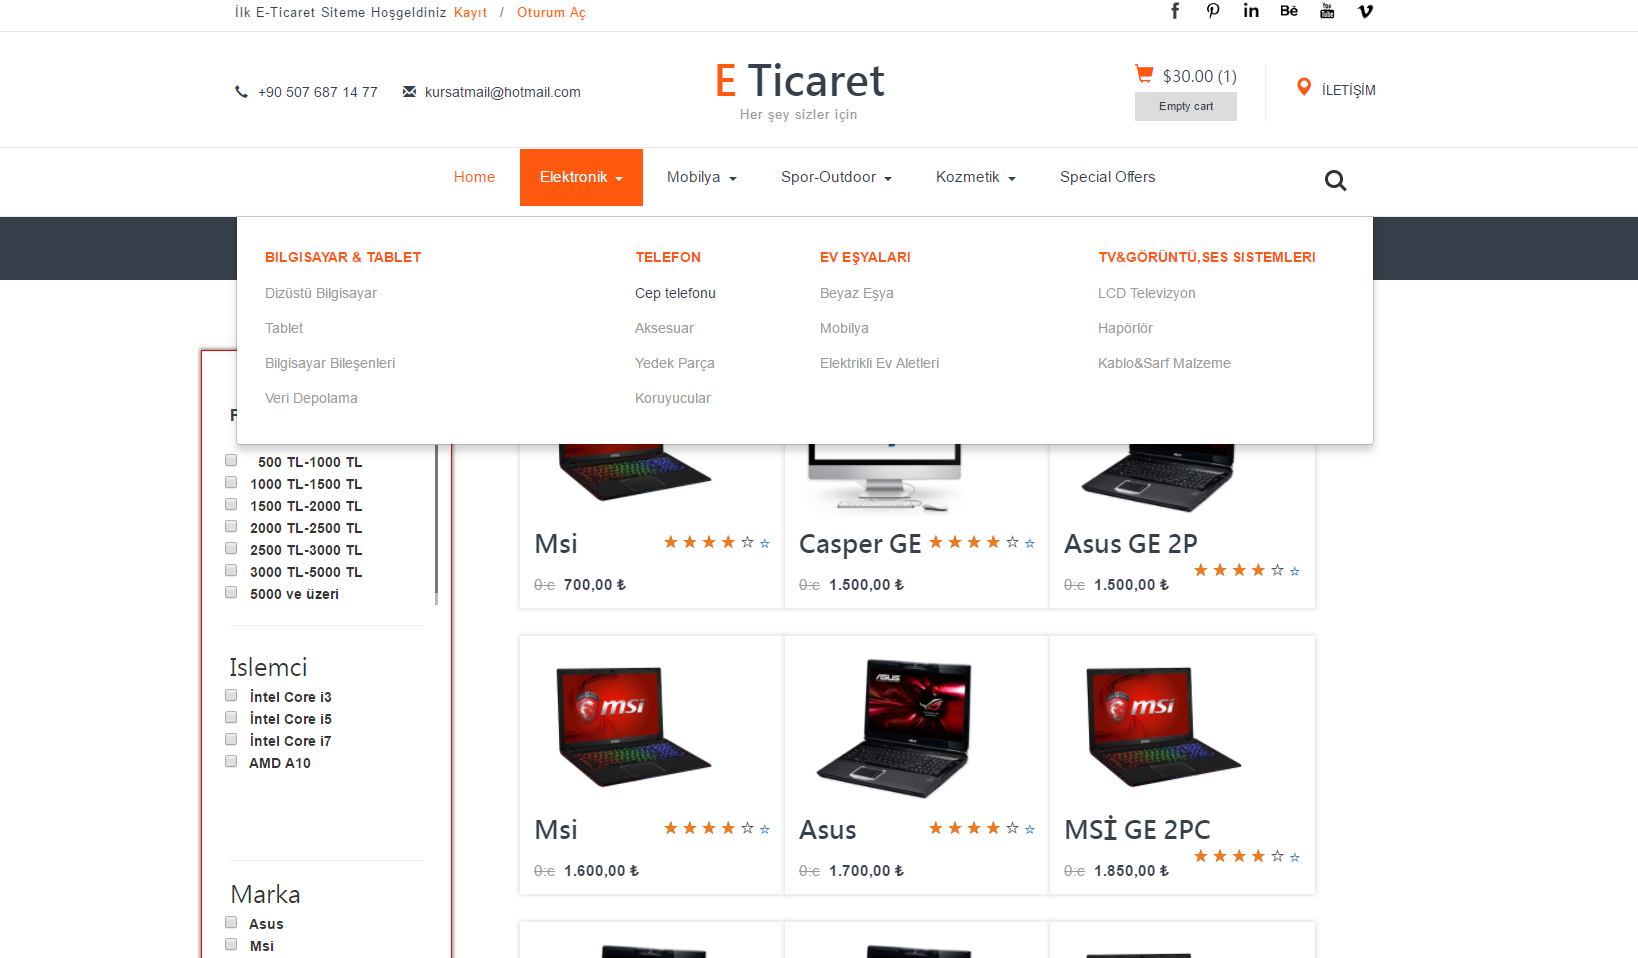 İlk E-Ticaret Siteme Hoşgeldiniz Kayıt / Oturum Aç
+90 507 687 14 77 kursatmail@hotmail.com
E Ticaret
Her şey sizler için
$30.00 (1)
Empty cart
İLETİŞİM
Home Elektronik Mobilya Spor-Outdoor Kozmetik Special Offers
BILGISAYAR & TABLET
Dizüstü Bilgisayar
Tablet
Bilgisayar Bileşenleri
Veri Depolama
TELEFON
Cep telefonu
Aksesuar
Yedek Parça
Koruyucular
EV EŞYALARI
Beyaz Eşya
Mobilya
Elektrikli Ev Aletleri
TV&GÖRÜNTÜ,SES SISTEMLERI
LCD Televizyon
Hapörlör
Kablo&Sarf Malzeme
500 TL-1000 TL
1000 TL-1500 TL
1500 TL-2000 TL
2000 TL-2500 TL
2500 TL-3000 TL
3000 TL-5000 TL
5000 ve üzeri
Islemci
İntel Core i3
İntel Core i5
İntel Core i7
AMD A10
Marka
Asus
Msi
Msi
0:c 700,00 ₺
Casper GE
0:c 1.500,00 ₺
Asus GE 2P
0:c 1.500,00 ₺
msi
Msi
0:c 1.600,00 ₺
ASUS
Asus
0:c 1.700,00 ₺
msi
MSİ GE 2PC
0:c 1.850,00 ₺